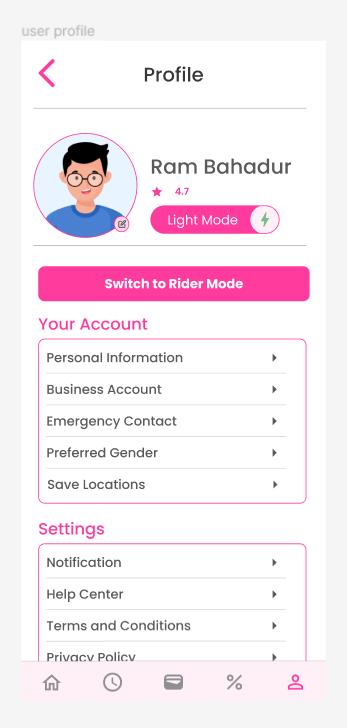 user profile
Profile
Ram Bahadur
4.7
Light Mode
Switch to Rider Mode
Your Account
Personal Information
Business Account
Emergency Contact
Preferred Gender
Save Locations
Settings
Notification
Help Center
Terms and Conditions
Privacy Policy